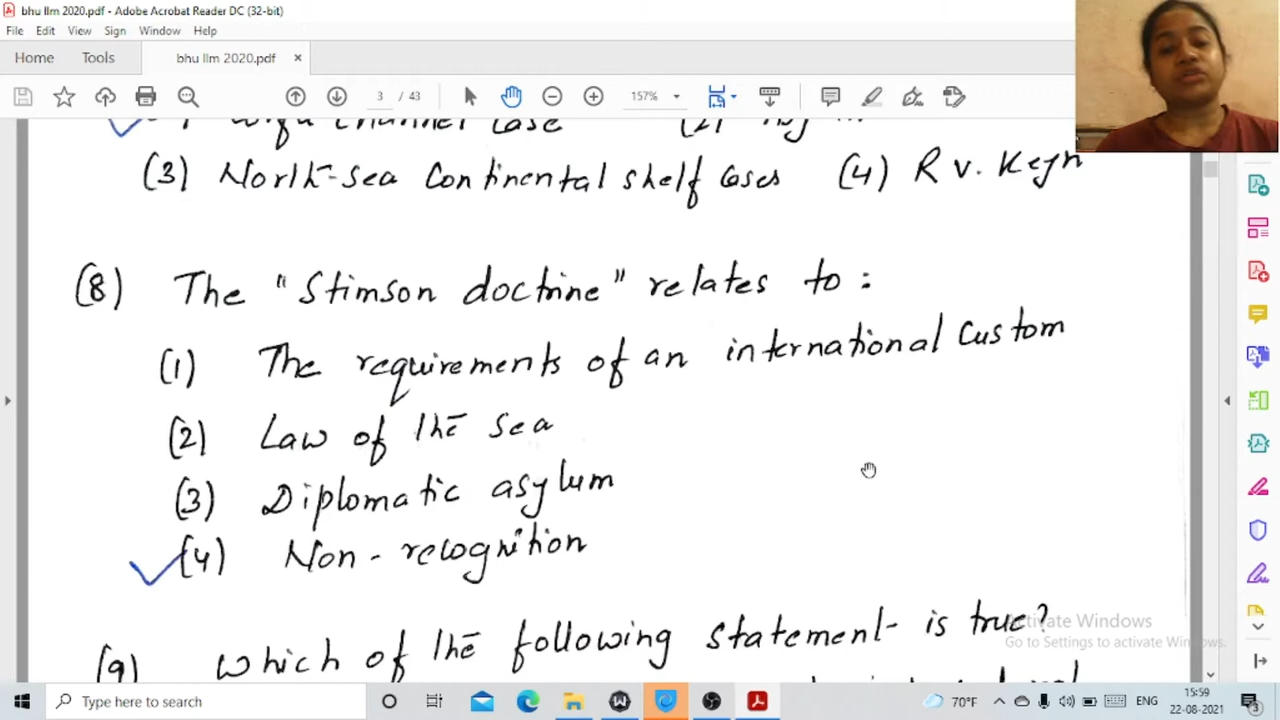 bhu llm 2020.pdf - Adobe Acrobat Reader DC (32-bit)
File Edit View Sign Window Help
Home Tools bhu llm 2020.pdf ×
3 / 43 157%
channel case (2)
(3) North-sea Continental shelf Cases (4) R v. Keyn
(8) The "Stimson doctrine" relates to :
(1) The requirements of an international Custom
(2) Law of the sea
(3) Diplomatic asylum
(4) Non-recognition
(9) which of the following statement is true?
Activate Windows
Go to Settings to activate Windows.
Type here to search
70°F ENG 15:59
22-08-2021
3